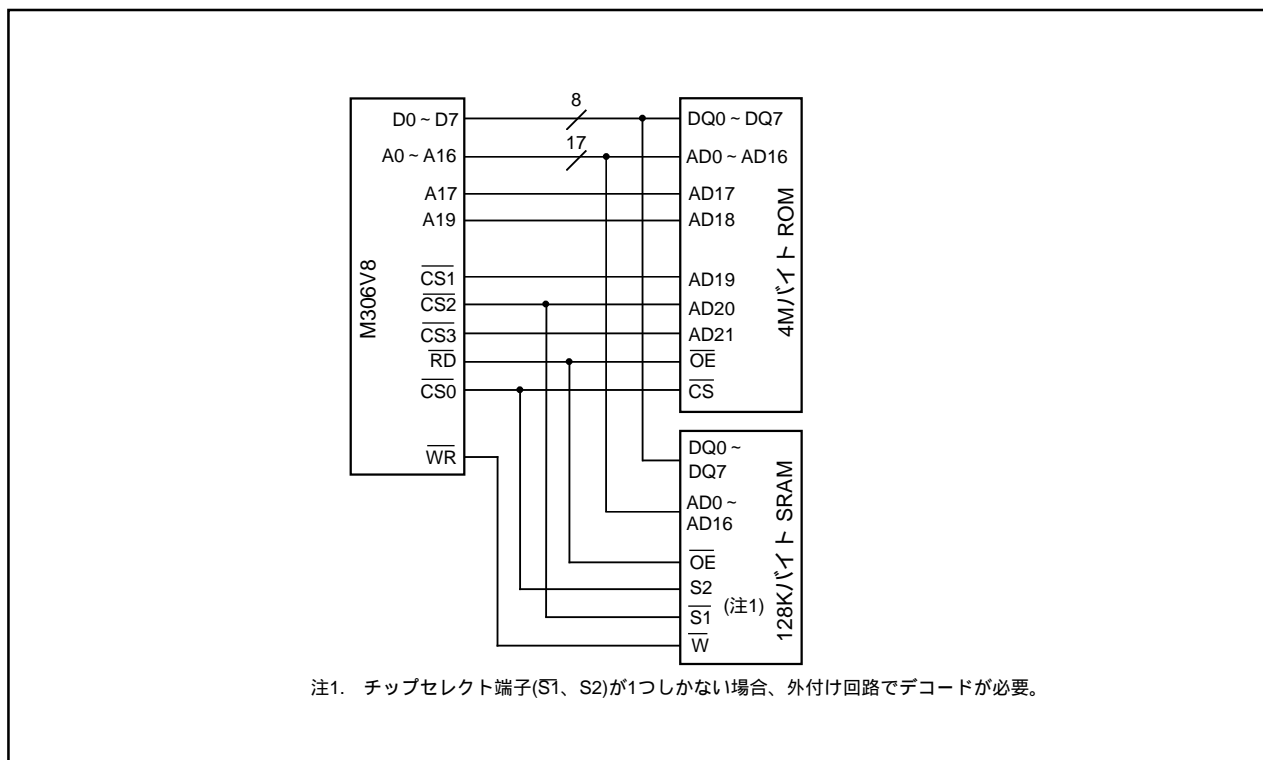 M306V8
D0 ~ D7
A0 ~ A16
A17
A19
CS1
CS2
CS3
RD
CS0
WR
8
17
DQ0 ~ DQ7
AD0 ~ AD16
AD17
AD18
AD19
AD20
AD21
OE
CS
4Mバイト ROM
DQ0 ~
DQ7
AD0 ~
AD16
OE
S2
S1
W
(注1)
128Kバイト SRAM
注1. チップセレクト端子(S1、S2)が1つしかない場合、外付け回路でデコードが必要。